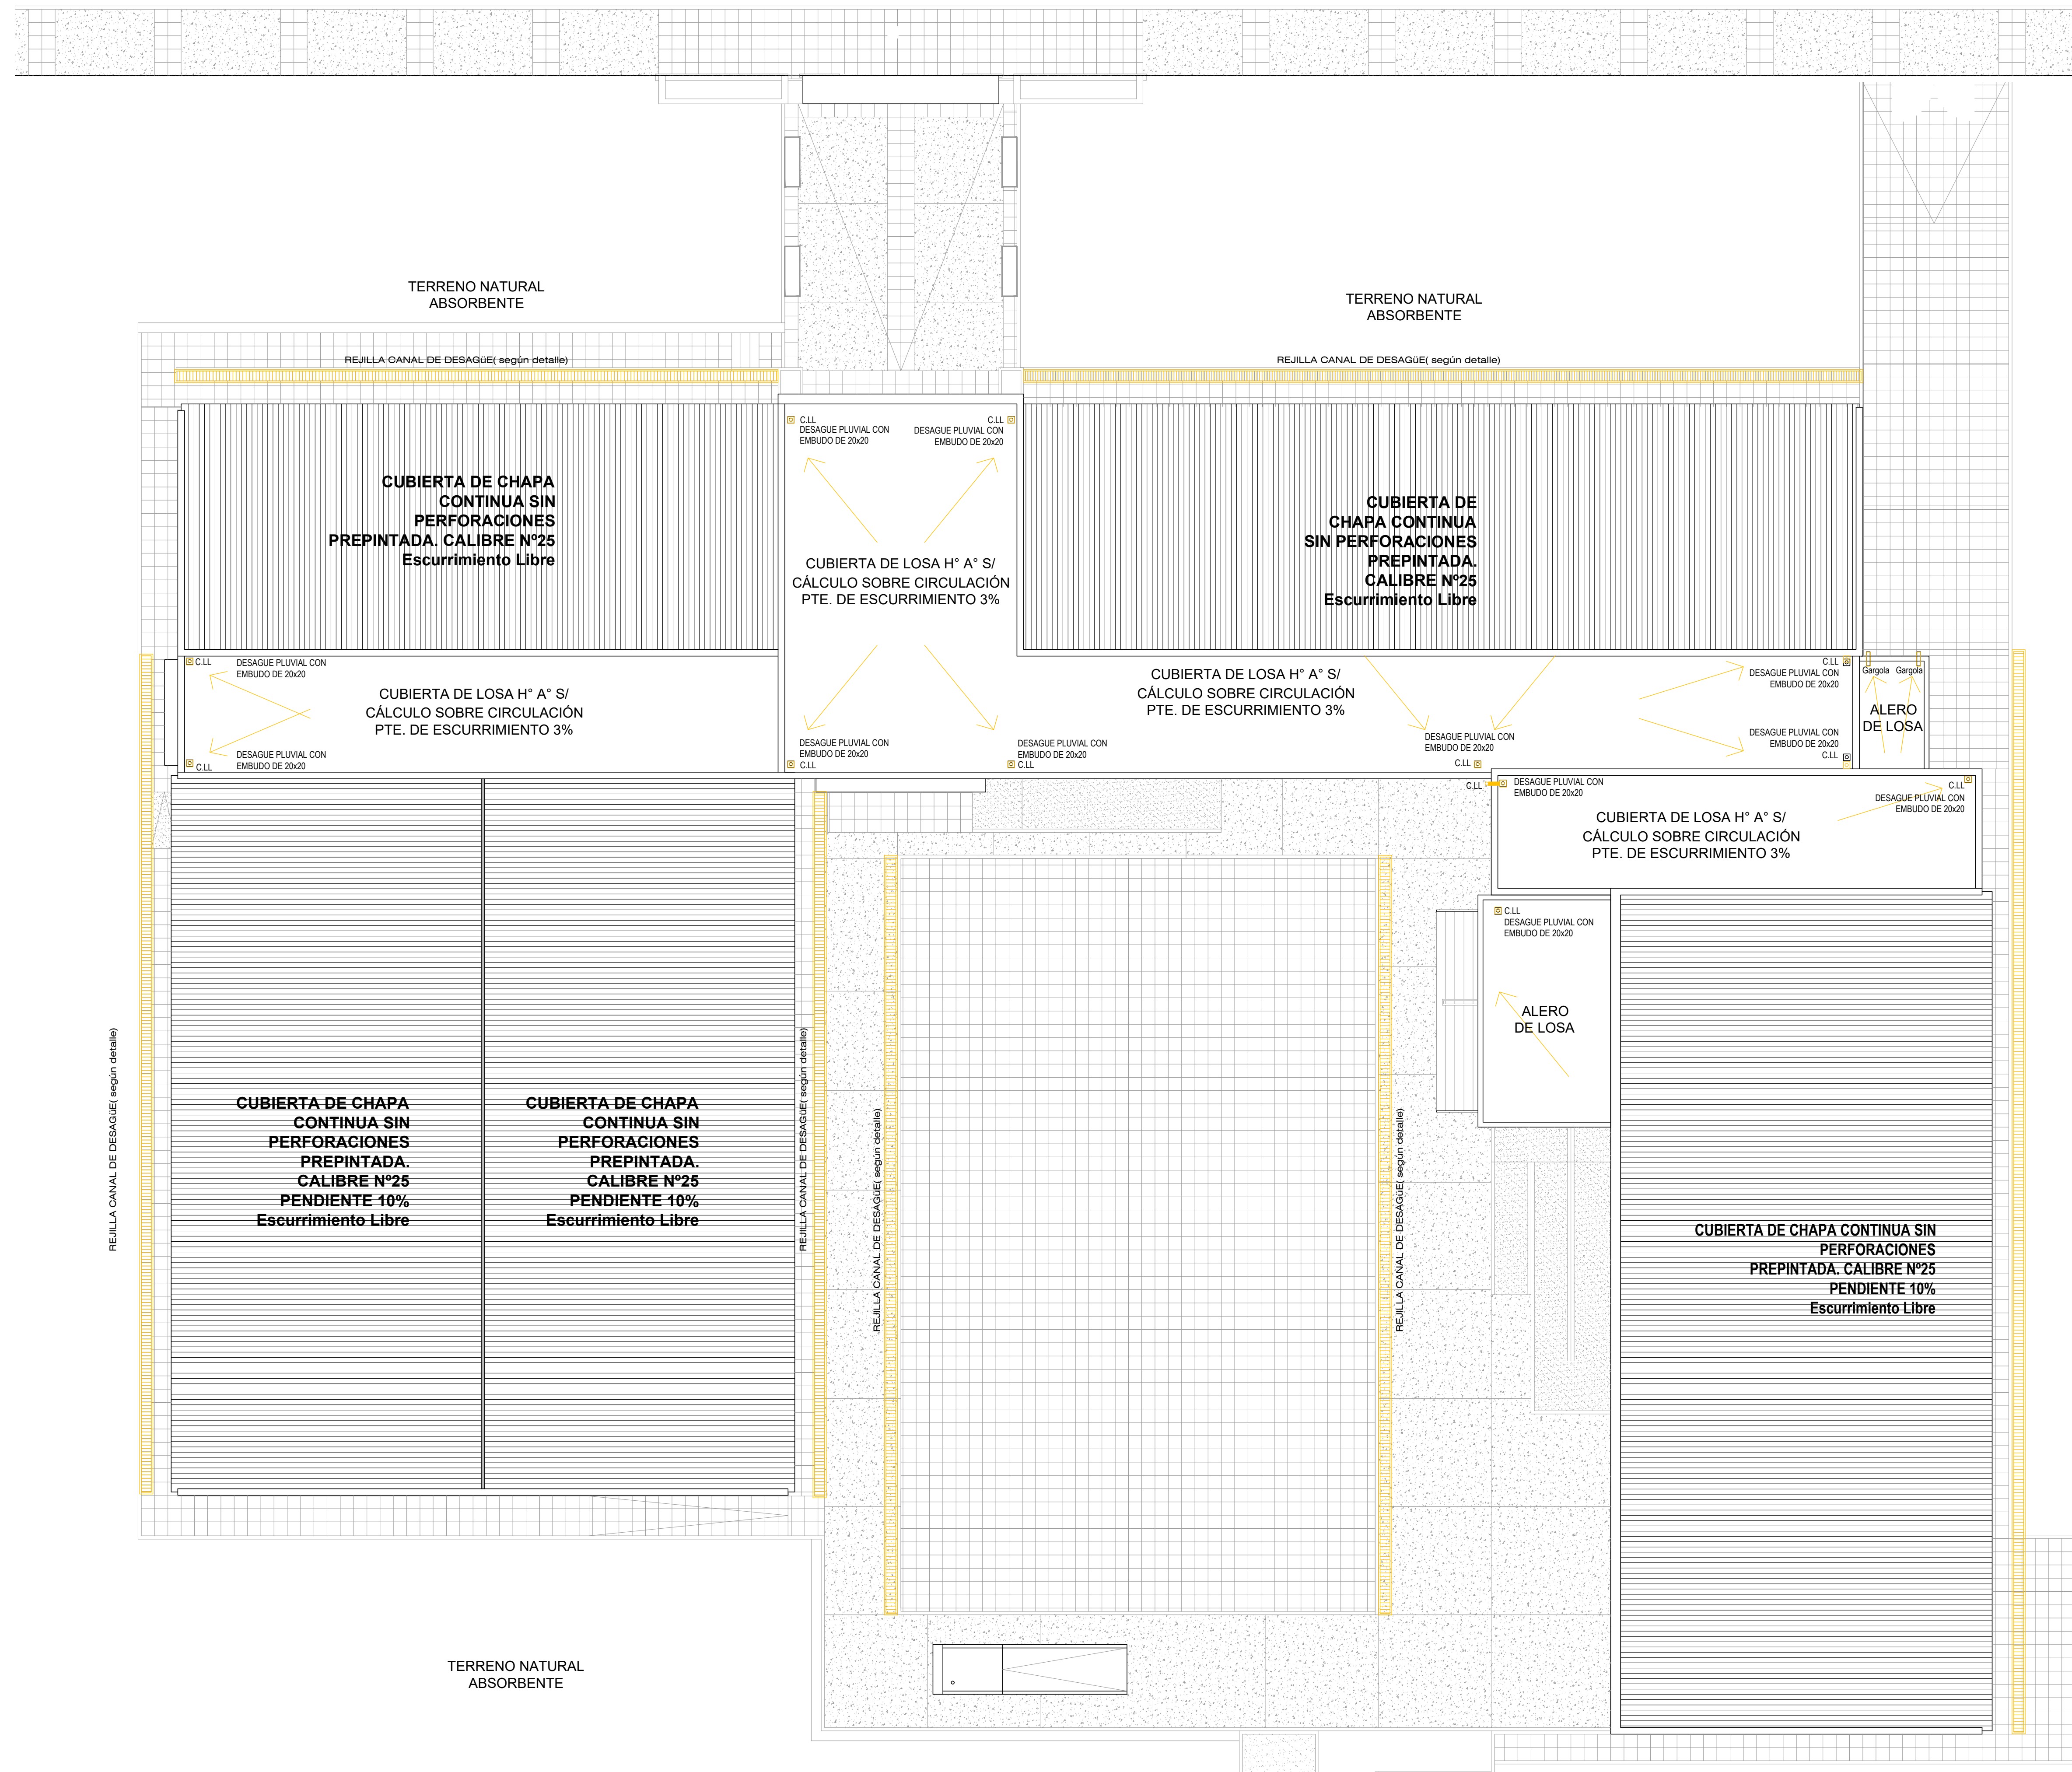 TERRENO NATURAL
ABSORBENTE
TERRENO NATURAL
ABSORBENTE
REJILLA CANAL DE DESAGüE( según detalle)
REJILLA CANAL DE DESAGüE( según detalle)
C.LL
DESAGUE PLUVIAL CON
EMBUDO DE 20x20
C.LL
DESAGUE PLUVIAL CON
EMBUDO DE 20x20
CUBIERTA DE CHAPA
CONTINUA SIN
PERFORACIONES
PREPINTADA. CALIBRE Nº25
Escurrimiento Libre
CUBIERTA DE LOSA H° A° S/
CÁLCULO SOBRE CIRCULACIÓN
PTE. DE ESCURRIMIENTO 3%
CUBIERTA DE
CHAPA CONTINUA
SIN PERFORACIONES
PREPINTADA.
CALIBRE Nº25
Escurrimiento Libre
C.LL
DESAGUE PLUVIAL CON
EMBUDO DE 20x20
CUBIERTA DE LOSA H° A° S/
CÁLCULO SOBRE CIRCULACIÓN
PTE. DE ESCURRIMIENTO 3%
DESAGUE PLUVIAL CON
EMBUDO DE 20x20
C.LL
DESAGUE PLUVIAL CON
EMBUDO DE 20x20
C.LL
DESAGUE PLUVIAL CON
EMBUDO DE 20x20
C.LL
CUBIERTA DE LOSA H° A° S/
CÁLCULO SOBRE CIRCULACIÓN
PTE. DE ESCURRIMIENTO 3%
DESAGUE PLUVIAL CON
EMBUDO DE 20x20
C.LL
C.LL
DESAGUE PLUVIAL CON
EMBUDO DE 20x20
DESAGUE PLUVIAL CON
EMBUDO DE 20x20
C.LL
Gargola Gargola
ALERO
DE LOSA
C.LL
DESAGUE PLUVIAL CON
EMBUDO DE 20x20
C.LL
DESAGUE PLUVIAL CON
EMBUDO DE 20x20
CUBIERTA DE LOSA H° A° S/
CÁLCULO SOBRE CIRCULACIÓN
PTE. DE ESCURRIMIENTO 3%
C.LL
DESAGUE PLUVIAL CON
EMBUDO DE 20x20
ALERO
DE LOSA
REJILLA CANAL DE DESAGüE( según detalle)
CUBIERTA DE CHAPA
CONTINUA SIN
PERFORACIONES
PREPINTADA.
CALIBRE Nº25
PENDIENTE 10%
Escurrimiento Libre
CUBIERTA DE CHAPA
CONTINUA SIN
PERFORACIONES
PREPINTADA.
CALIBRE Nº25
PENDIENTE 10%
Escurrimiento Libre
REJILLA CANAL DE DESAGüE( según detalle)
REJILLA CANAL DE DESAGüE( según detalle)
REJILLA CANAL DE DESAGüE( según detalle)
CUBIERTA DE CHAPA CONTINUA SIN
PERFORACIONES
PREPINTADA. CALIBRE Nº25
PENDIENTE 10%
Escurrimiento Libre
TERRENO NATURAL
ABSORBENTE